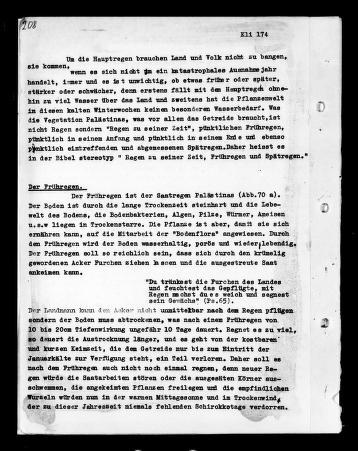 208
Kli 174
Um die Hauptregen brauchen Land und Volk nicht zu bangen,
sie kommen,
wenn es sich nicht um ein katastrophales Ausnahmejahr
handelt, immer und es ist unwichtig, ob etwas früher oder später,
stärker oder schwächer, denn erstens fällt mit dem Hauptregen ohne-
hin zu viel Wasser über das Land und zweitens hat die Pflanzenwelt
in diesen kalten Winterwochen keinen besonderen Wasserbedarf. Was
die Vegetation Palästinas, was vor allem das Getreide braucht, ist
nicht Regen sondern "Regen zu seiner Zeit", pünktlichen Frühregen,
pünktlich in seinem Anfang und pünktlich in seinem Ende und ebenso
pünktlich eintreffenden und abgemessenen Spätregen. Daher heisst es
in der Bibel stereotyp " Regen zu seiner Zeit, Frühregen und Spätregen."
Der Frühregen.
Der Frühregen ist der Saatregen Palästinas (Abb.70 a).
Der Boden ist durch die lange Trockenzeit steinhart und die Lebe-
welt des Bodens, die Bodenbakterien, Algen, Pilze, Würmer, Ameisen
u.s.w liegen in Trockenstarre. Die Pflanze ist aber, damit sie sich
ernähren kann, auf die Mitarbeit der "Bodenflora" angewiesen. Durch
den Frühregen wird der Boden wasserhaltig, porös und wieder lebendig.
Der Frühregen soll so reichlich sein, dass sich durch den krümelig
gewordenen Acker Furchen ziehen lassen und die ausgestreute Saat
ankeimen kann.
"Du tränkest die Furchen des Landes
und feuchtest das Gepflügte, mit
Regen machst du es weich und segnest
sein Gewächs" (Ps.65).
Der Landmann kann den Acker nicht unmittelbar nach dem Regen pflügen
sondern der Boden muss abtrocknen, was nach einem Frühregen von
10 bis 20cm Tiefenwirkung ungefähr 10 Tage dauert. Regnet es zu viel,
so dauert die Austrocknung länger, und es geht von der kostbaren
und kurzen Keimzeit, die dem Getreide nur bis zum Eintritt der
Januarkälte zur Verfügung steht, ein Teil verloren. Daher soll es
nach dem Frühregen auch nicht noch einmal regnen, denn neuer Re-
gen würde die Saatarbeiten stören oder die ausgesäten Körner aus-
schwemmen, die angekeimten Pflanzen freilegen und die empfindlichen
Wurzeln würden nun in der warmen Mittagssonne und im Trockenwind,
der zu dieser Jahreszeit niemals fehlenden Schirokkotage verdorren.